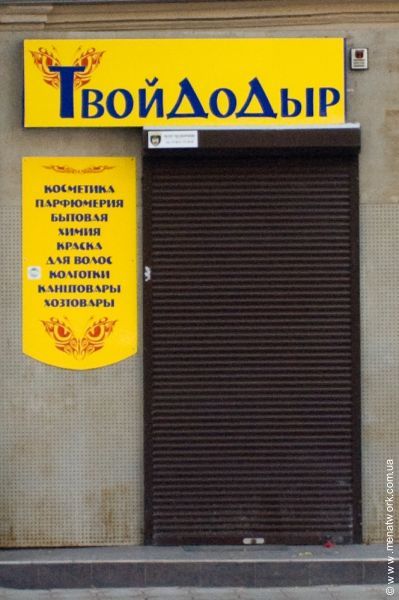 ТвойДоДыр
КОСМЕТИКА
ПАРФЮМЕРИЯ
БЫТОВАЯ
ХИМИЯ
КРАСКА
ДЛЯ ВОЛОС
КОЛГОТКИ
КАНЦТОВАРЫ
ХОЗТОВАРЫ
© www.menatwork.com.ua